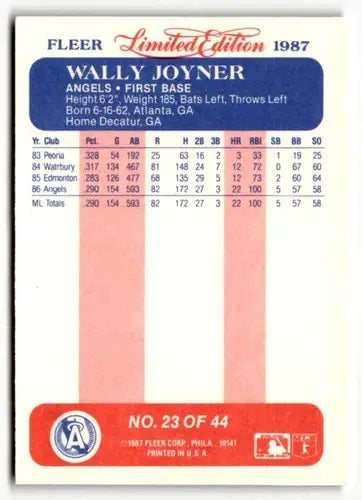 FLEER Limited Edition 1987
WALLY JOYNER
ANGELS • FIRST BASE
Height 6'2", Weight 185, Bats Left, Throws Left
Born 6-16-62, Atlanta, GA
Home Decatur, GA
Yr. Club Pct. G AB R H 2B 3B HR RBI SB BB SO
83 Peoria .328 54 192 25 63 16 2 3 33 1 19 25
84 Watrbury .317 134 467 81 148 24 7 12 72 0 67 60
85 Edmonton .283 126 477 68 135 29 5 12 73 2 60 64
86 Angels .290 154 593 82 172 27 3 22 100 5 57 58
ML Totals .290 154 593 82 172 27 3 22 100 5 57 58
NO. 23 OF 44
©1987 FLEER CORP., PHILA., 19141
PRINTED IN U.S.A.